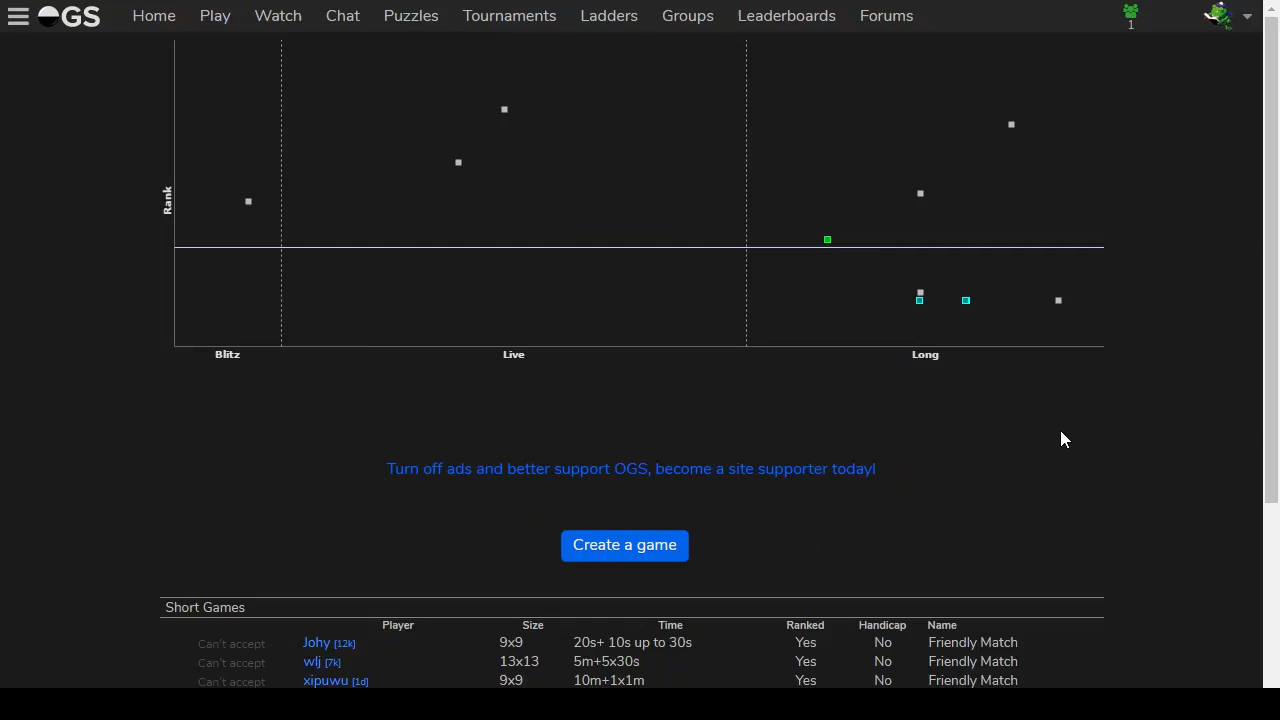 OGS Home Play Watch Chat Puzzles Tournaments Ladders Groups Leaderboards Forums 1
Rank
Blitz Live Long
Turn off ads and better support OGS, become a site supporter today!
Create a game
Short Games
Player Size Time Ranked Handicap Name
Can't accept Johy [12k] 9x9 20s+ 10s up to 30s Yes No Friendly Match
Can't accept wlj [7k] 13x13 5m+5x30s Yes No Friendly Match
Can't accept xipuwu [1d] 9x9 10m+1x1m Yes No Friendly Match